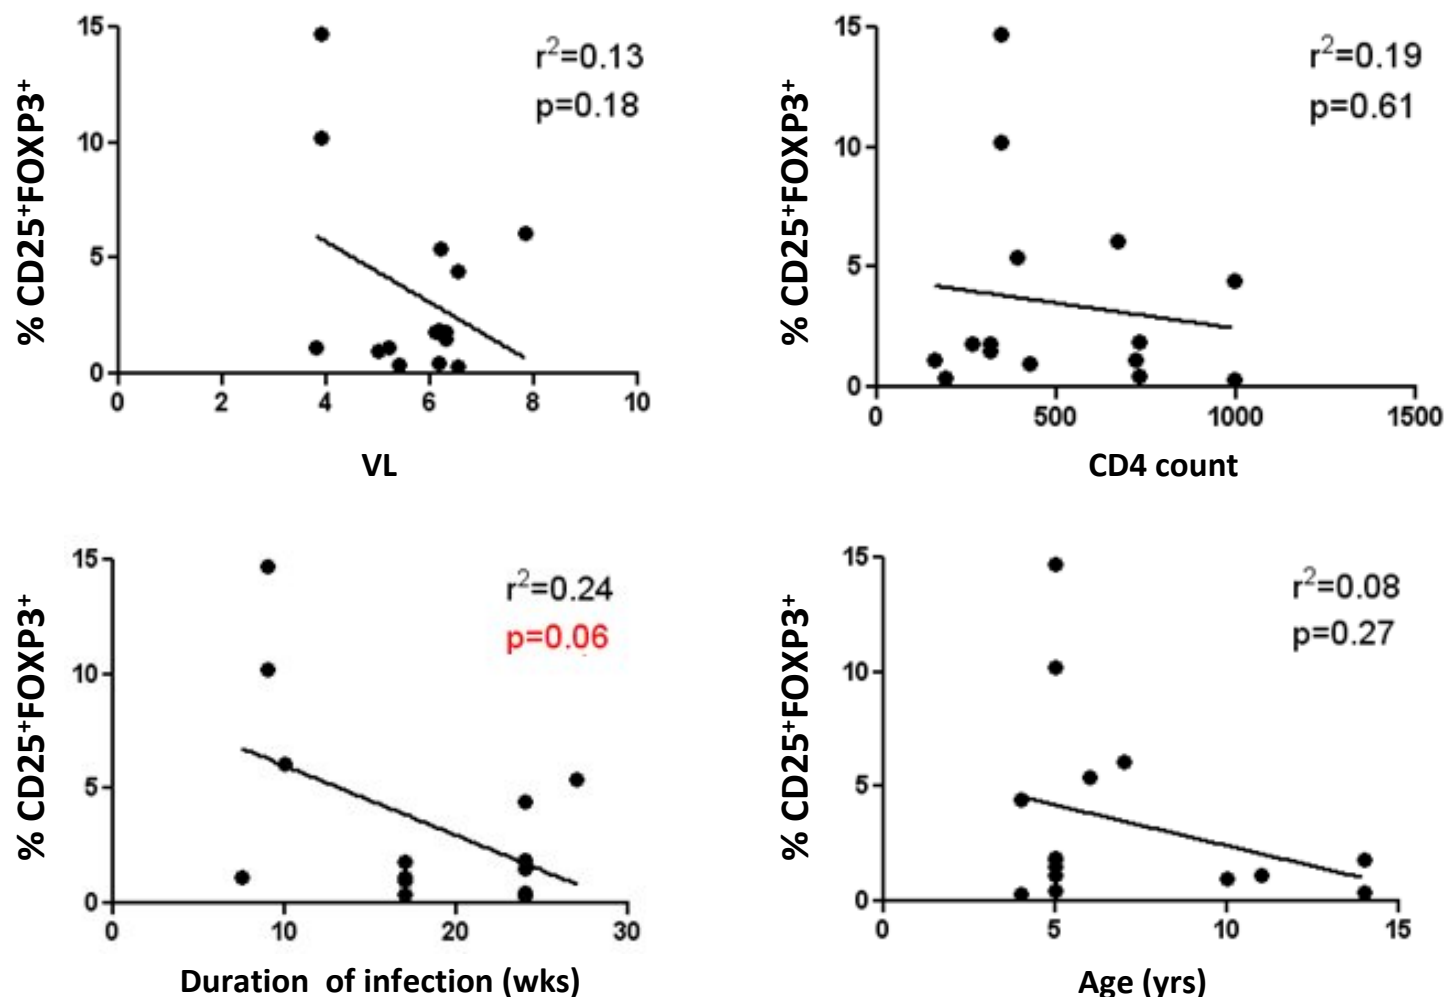 % CD25⁺FOXP3⁺
15
10
5
0
0 2 4 6 8 10
VL
r²=0.13
p=0.18
% CD25⁺FOXP3⁺
15
10
5
0
0 500 1000 1500
CD4 count
r²=0.19
p=0.61
% CD25⁺FOXP3⁺
15
10
5
0
0 10 20 30
Duration of infection (wks)
r²=0.24
p=0.06
% CD25⁺FOXP3⁺
15
10
5
0
0 5 10 15
Age (yrs)
r²=0.08
p=0.27